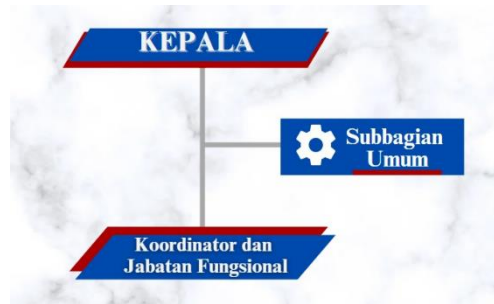 KEPALA
Subbagian
Umum
Koordinator dan
Jabatan Fungsional